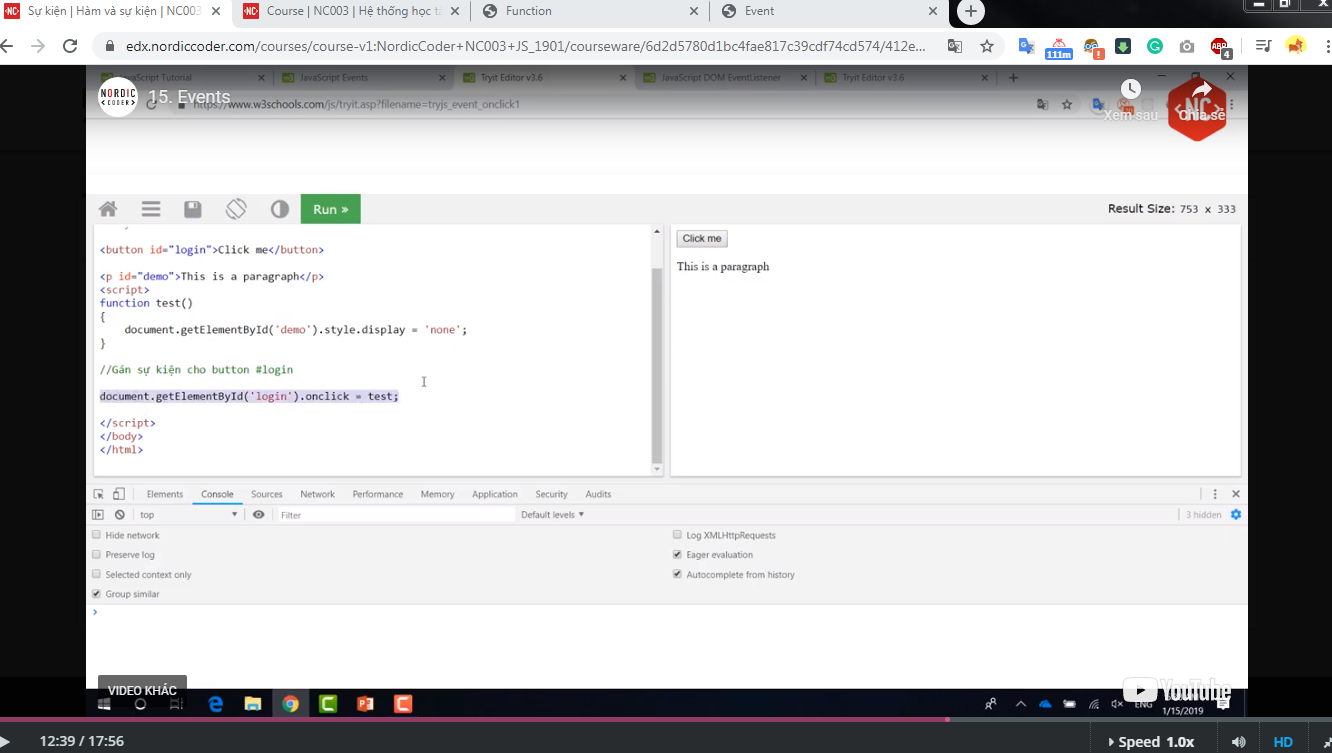 Sự kiện | Hàm và sự kiện | NC003
Course | NC003 | Hệ thống học t
Function
Event
edx.nordiccoder.com/courses/course-v1:NordicCoder+NC003+JS_1901/courseware/6d2d5780d1bc4fae817c39cdf74cd574/412e...
111m
!
ABP
4
JavaScript Tutorial
JavaScript Events
Tryit Editor v3.6
JavaScript DOM EventListener
Tryit Editor v3.6
NORDIC
<CODER>
15. Events
https://www.w3schools.com/js/tryit.asp?filename=tryjs_event_onclick1
Xem sau
Chia sẻ
<NC>
Run »
Result Size: 753 x 333
<button id="login">Click me</button>
<p id="demo">This is a paragraph</p>
<script>
function test()
{
document.getElementById('demo').style.display = 'none';
}
//Gán sự kiện cho button #login
document.getElementById('login').onclick = test;
</script>
</body>
</html>
Click me
This is a paragraph
Elements
Console
Sources
Network
Performance
Memory
Application
Security
Audits
top
Filter
Default levels ▼
3 hidden
Hide network
Log XMLHttpRequests
Preserve log
Eager evaluation
Selected context only
Autocomplete from history
Group similar
VIDEO KHÁC
YouTube
ENG
1/15/2019
12:39 / 17:56
Speed 1.0x
HD